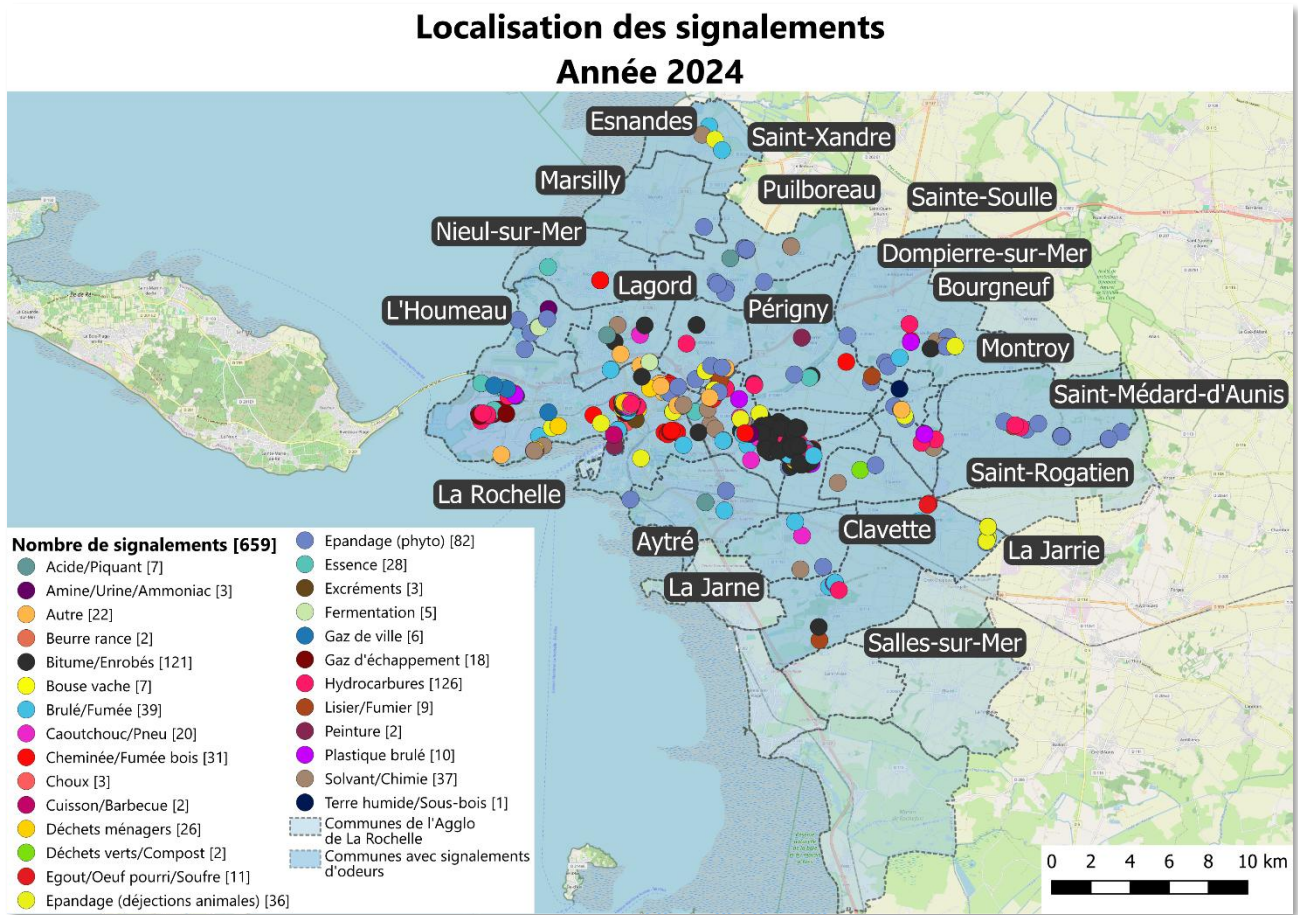 Localisation des signalements
Année 2024
Esnandes
Saint-Xandre
Marsilly
Puilboreau
Sainte-Soulle
Nieul-sur-Mer
Dompierre-sur-Mer
Lagord
Bourgneuf
L'Houmeau
Périgny
Montroy
Saint-Médard-d'Aunis
Saint-Rogatien
La Rochelle
Clavette
Aytré
La Jarrie
La Jarne
Salles-sur-Mer
Nombre de signalements [659]
Acide/Piquant [7]
Amine/Urine/Ammoniac [3]
Autre [22]
Beurre rance [2]
Bitume/Enrobés [121]
Bouse vache [7]
Brulé/Fumée [39]
Caoutchouc/Pneu [20]
Cheminée/Fumée bois [31]
Choux [3]
Cuisson/Barbecue [2]
Déchets ménagers [26]
Déchets verts/Compost [2]
Egout/Oeuf pourri/Soufre [11]
Epandage (déjections animales) [36]
Epandage (phyto) [82]
Essence [28]
Excréments [3]
Fermentation [5]
Gaz de ville [6]
Gaz d'échappement [18]
Hydrocarbures [126]
Lisier/Fumier [9]
Peinture [2]
Plastique brulé [10]
Solvant/Chimie [37]
Terre humide/Sous-bois [1]
Communes de l'Agglo
de La Rochelle
Communes avec signalements
d'odeurs
0 2 4 6 8 10 km